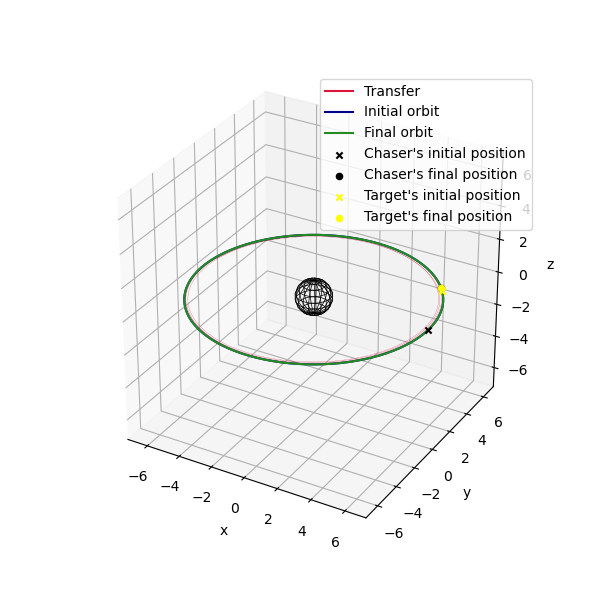 Transfer
Initial orbit
Final orbit
Chaser's initial position
Chaser's final position
Target's initial position
Target's final position
6
4
2
0
−2
−4
−6
z
−6
−4
−2
0
2
4
6
x
−6
−4
−2
0
2
4
6
y